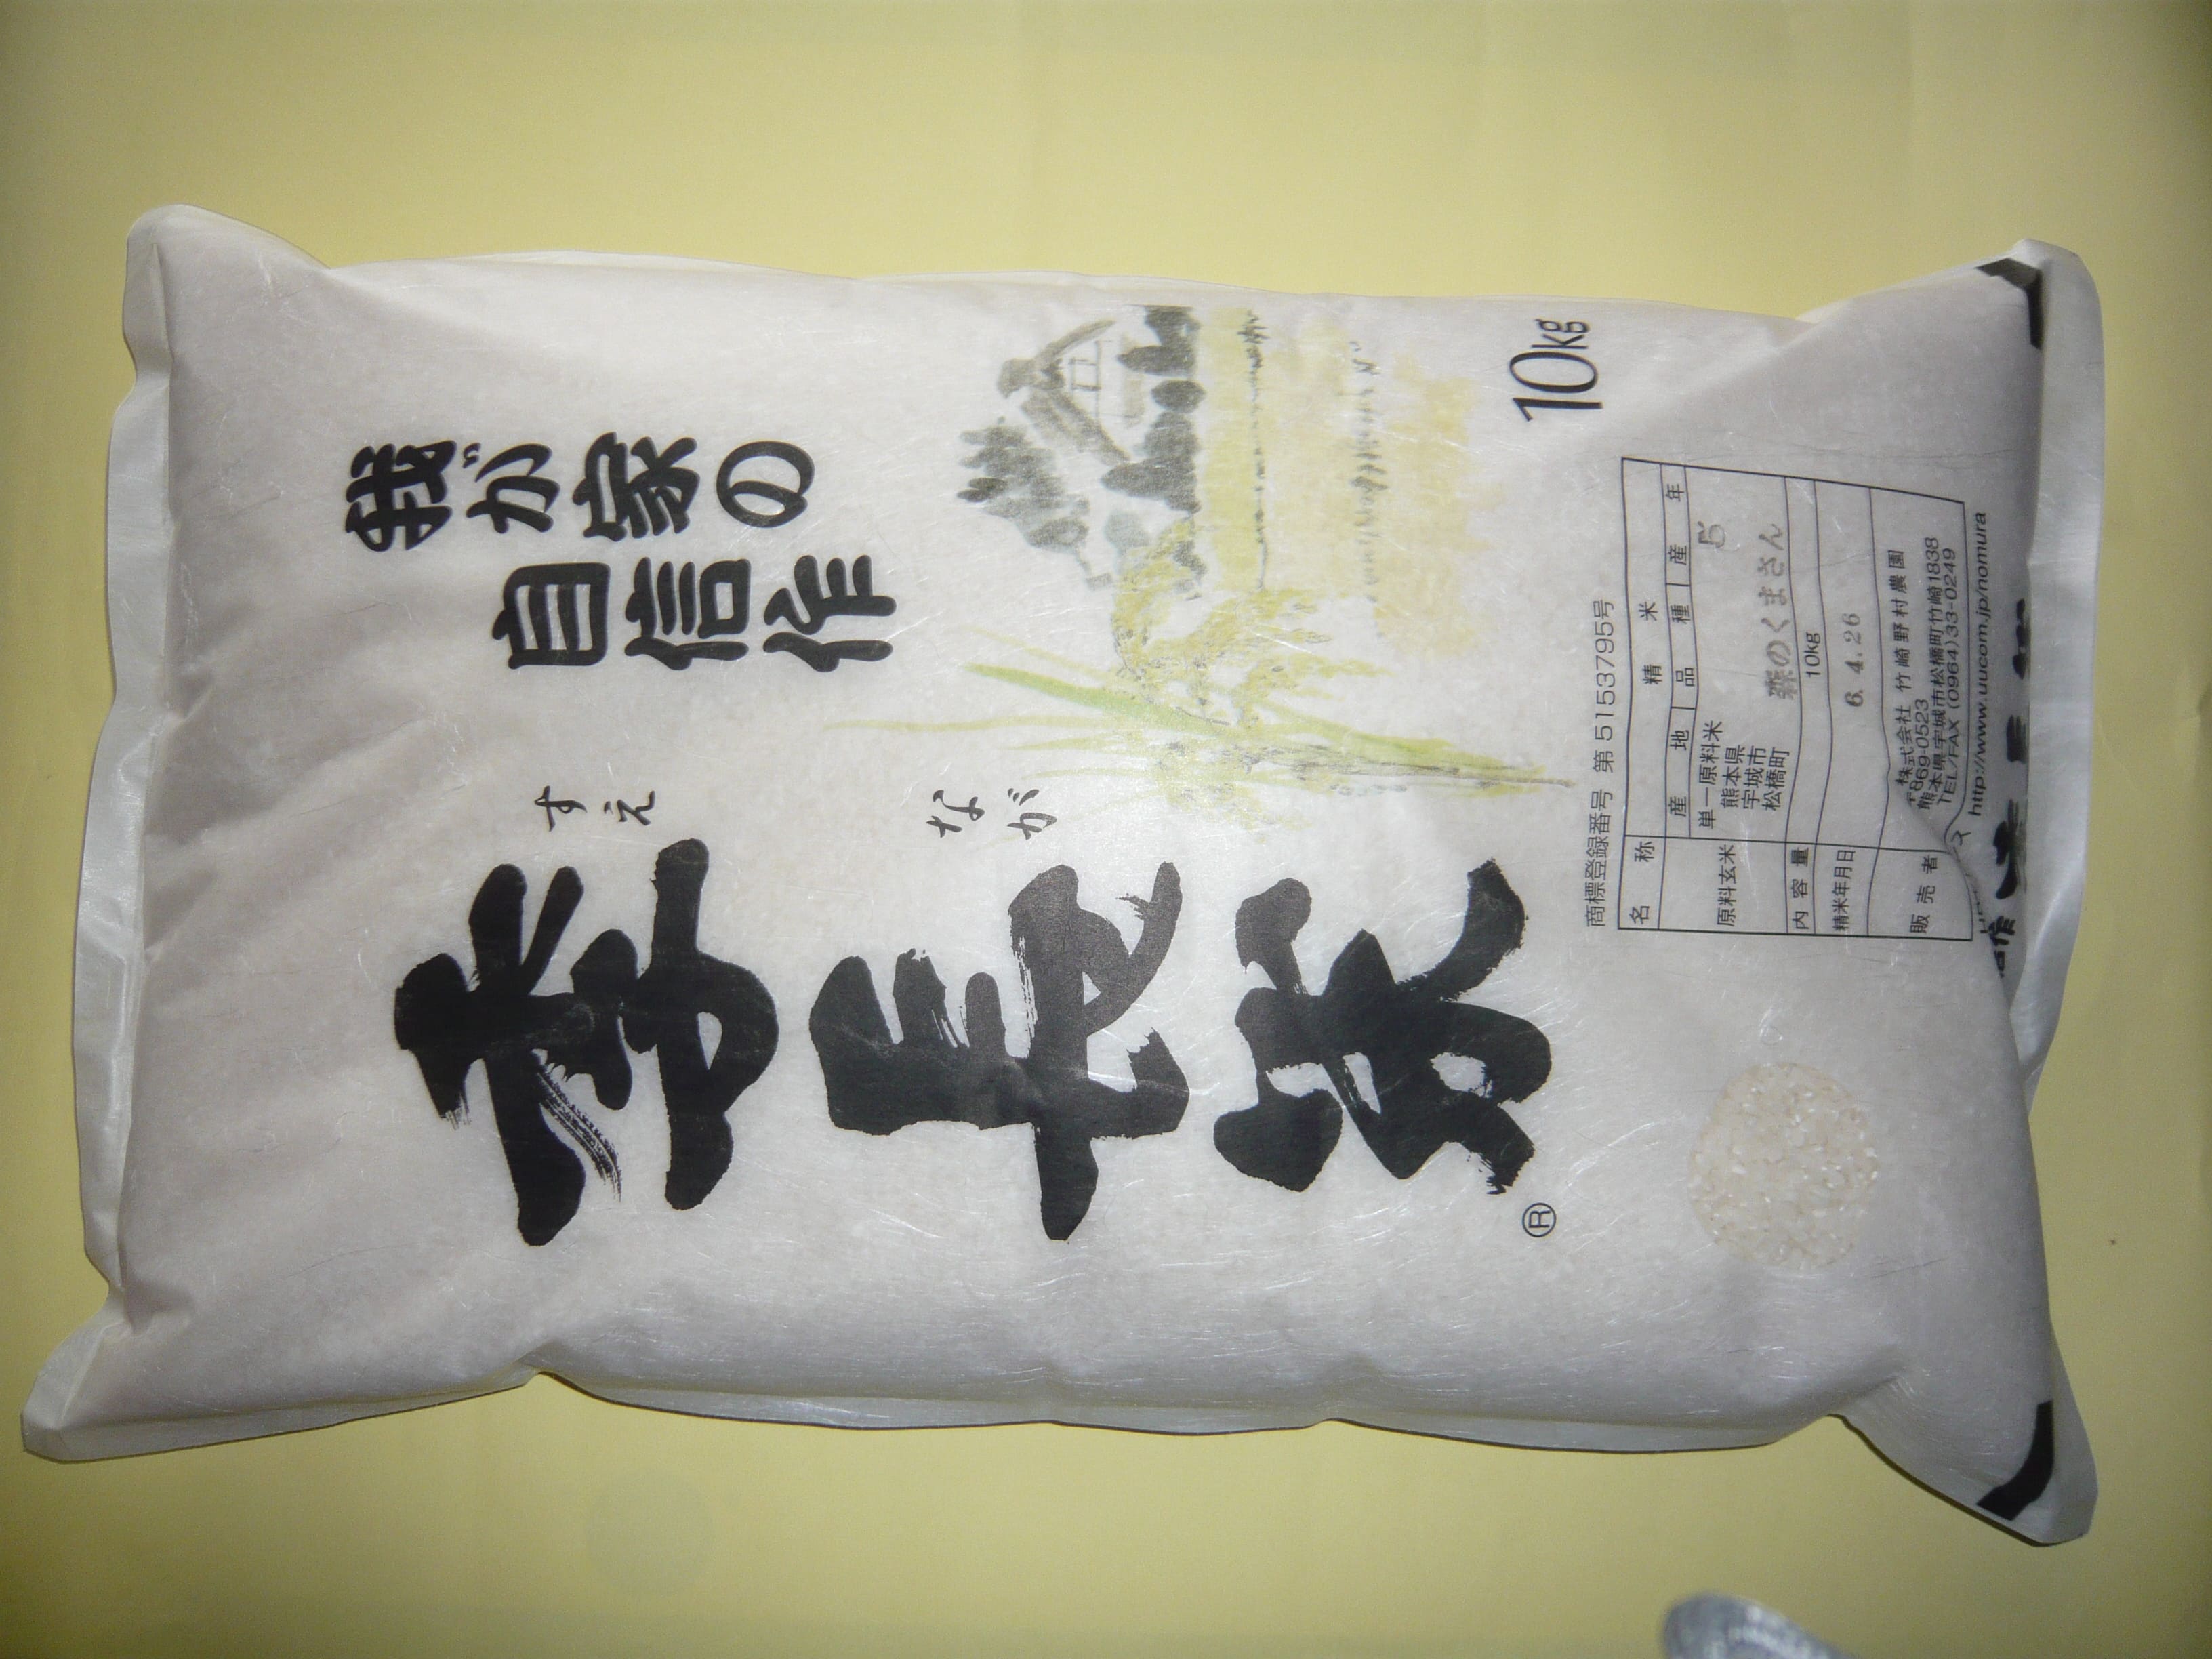 我が家の
自信作
すえ なが
季長米
®
10kg
商標登録番号 第5153795号
名称 精米
産地 品種 産年
原料玄米 単一原料米
熊本県
宇城市
松橋町
森のくまさん 5
内容量 10kg
精米年月日 6.4.26
販売者 株式会社 竹崎野村農園
〒869-0523
熊本県宇城市松橋町竹崎1838
TEL/FAX (0964)33-0249
http://www.uucom.jp/nomura